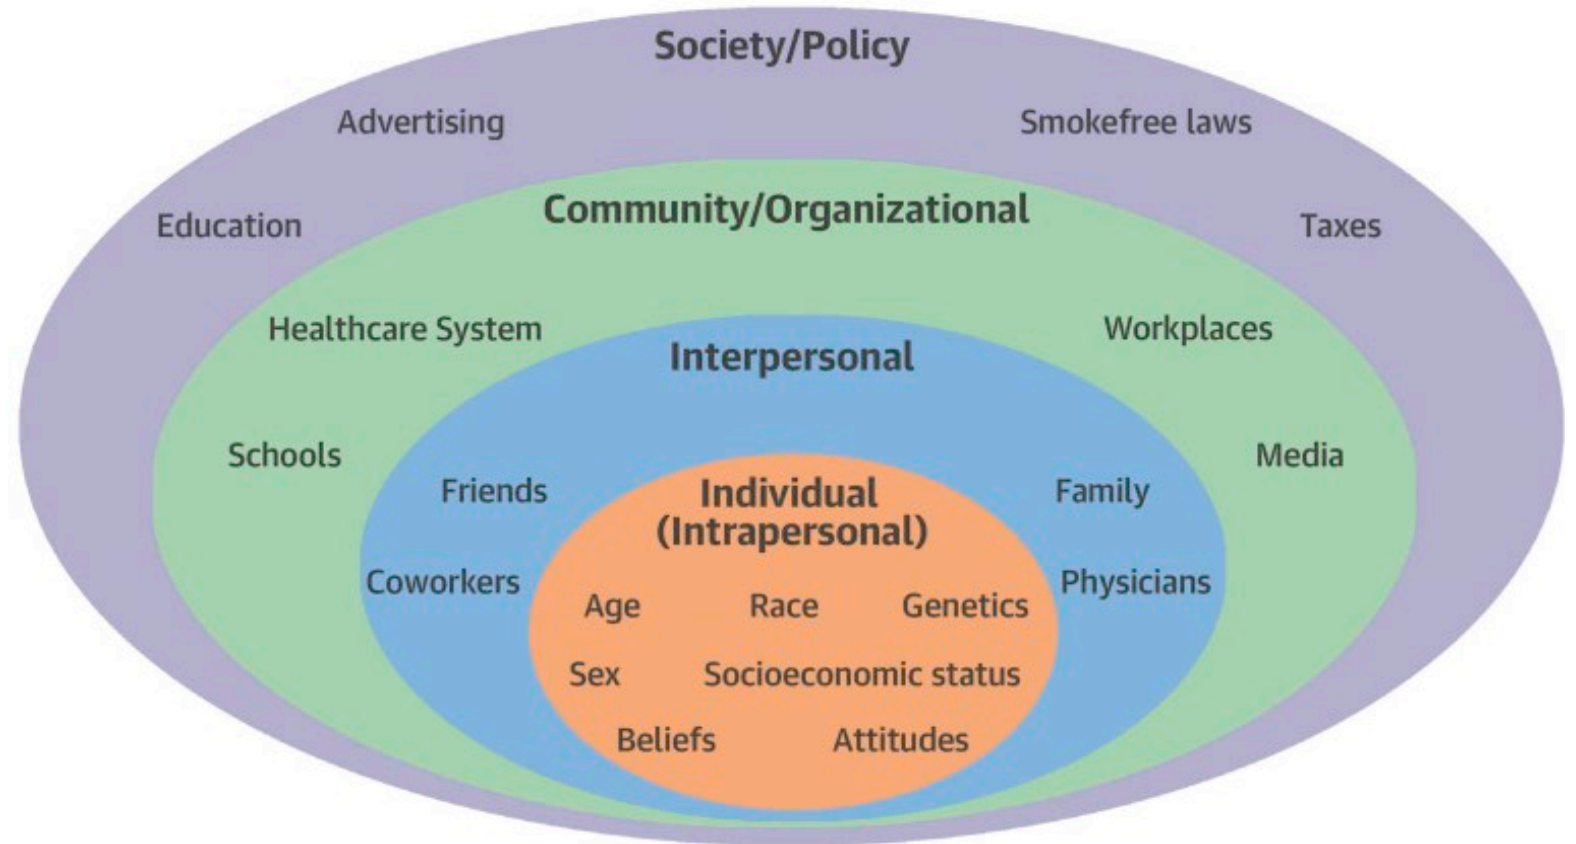 Society/Policy
Advertising
Smokefree laws
Education
Taxes
Community/Organizational
Healthcare System
Workplaces
Schools
Media
Interpersonal
Friends
Family
Coworkers
Physicians
Individual
(Intrapersonal)
Age
Race
Genetics
Sex
Socioeconomic status
Beliefs
Attitudes